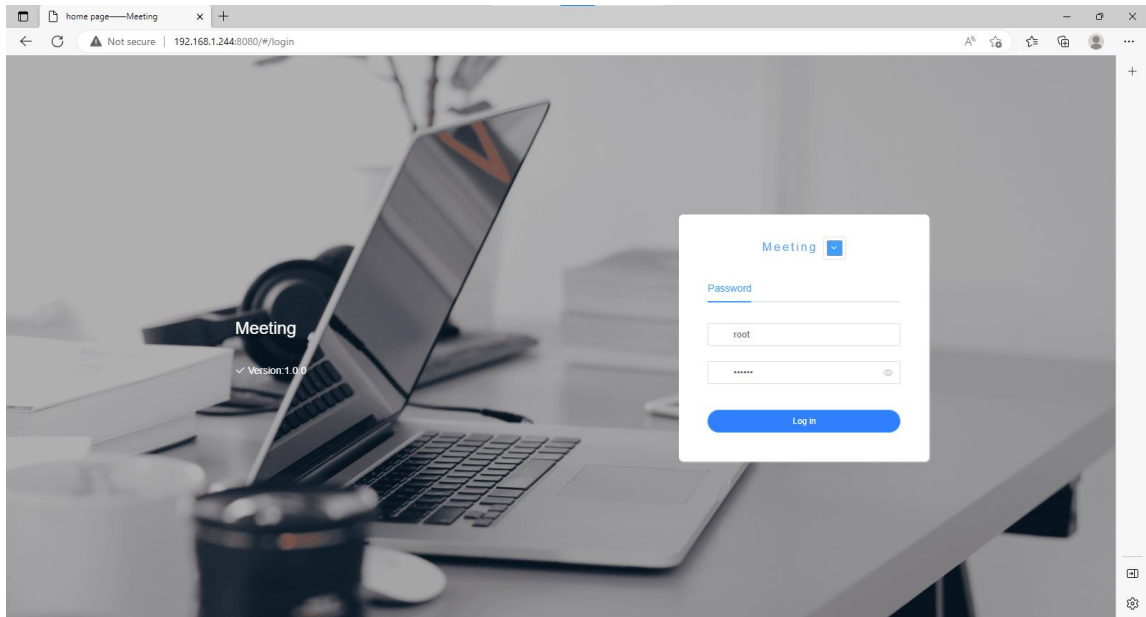 home page——Meeting
Not secure | 192.168.1.244:8080/#/login
Meeting
Version:1.0.0
Meeting
Password
root
••••••
Log in